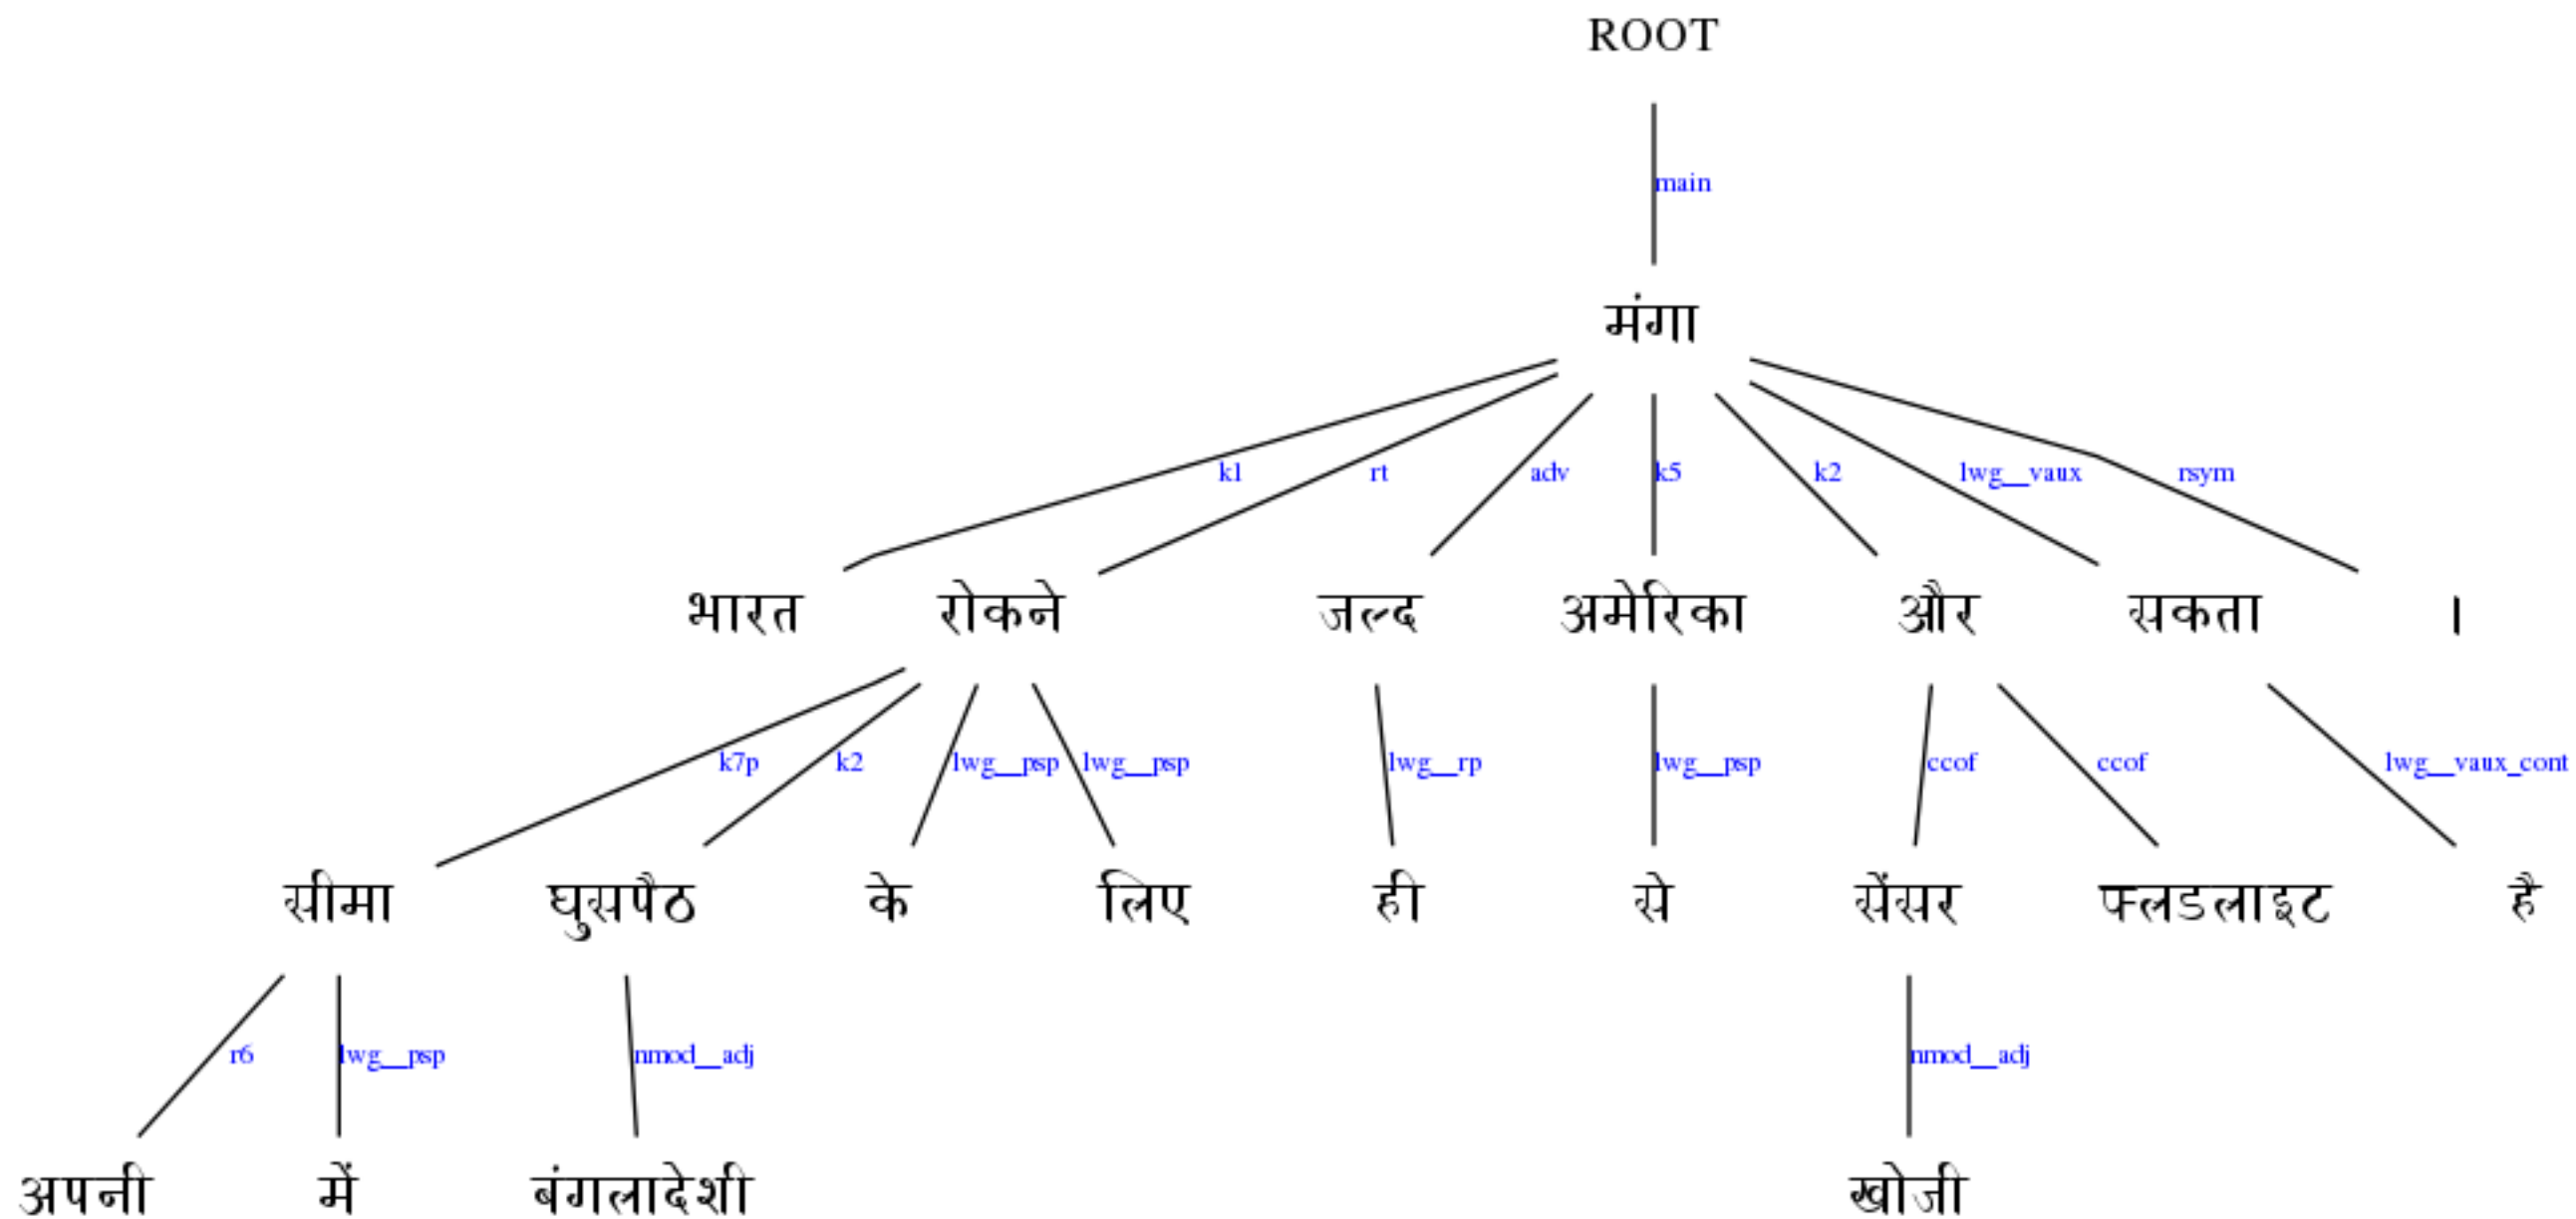 ROOT
main
मंगा
k1 rt adv k5 k2 lwg__vaux rsym
भारत रोकने जल्द अमेरिका और सकता ।
k7p k2 lwg__psp lwg__psp lwg__rp lwg__psp ccof ccof lwg__vaux_cont
सीमा घुसपैठ के लिए ही से सेंसर फ्लडलाइट है
r6 lwg__psp nmod__adj nmod__adj
अपनी में बंगलादेशी खोजी